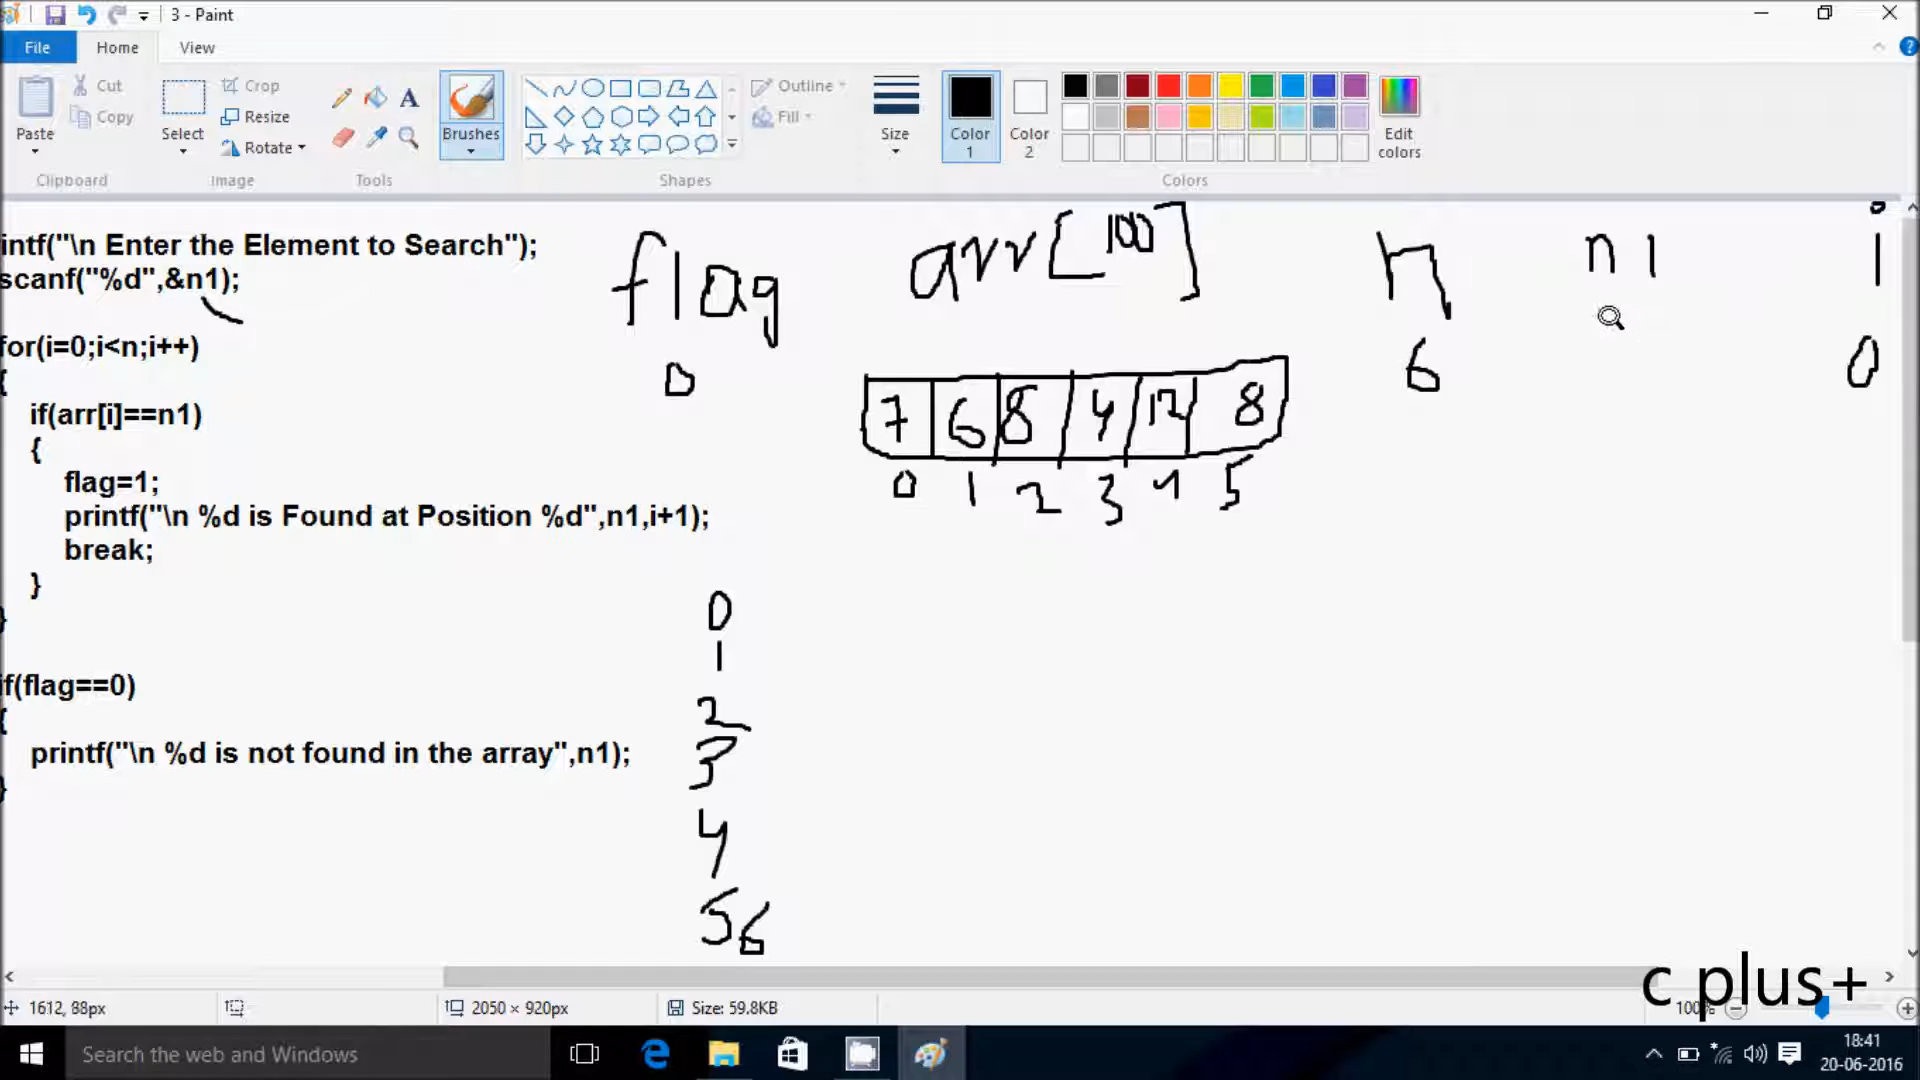 3 - Paint
File Home View
Paste
Cut
Copy
Clipboard
Select
Crop
Resize
Rotate
Image
A
Tools
Brushes
Outline
Fill
Shapes
Size
Color 1
Color 2
Edit colors
Colors
intf("\n Enter the Element to Search");
scanf("%d",&n1);
for(i=0;i<n;i++)
{
if(arr[i]==n1)
{
flag=1;
printf("\n %d is Found at Position %d",n1,i+1);
break;
}
}
if(flag==0)
{
printf("\n %d is not found in the array",n1);
}
flag arr[100] n n1 i
0 6 0
7 6 8 4 12 8
0 1 2 3 4 5
0
1
2
3
4
5 6
c plus+
1612, 88px
2050 × 920px
Size: 59.8KB
100%
Search the web and Windows
18:41
20-06-2016